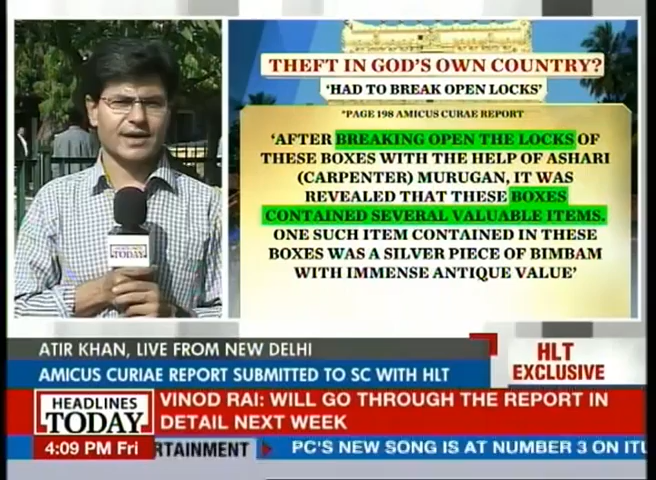 THEFT IN GOD'S OWN COUNTRY?
'HAD TO BREAK OPEN LOCKS'
*PAGE 198 AMICUS CURAE REPORT
'AFTER BREAKING OPEN THE LOCKS OF
THESE BOXES WITH THE HELP OF ASHARI
(CARPENTER) MURUGAN, IT WAS
REVEALED THAT THESE BOXES
CONTAINED SEVERAL VALUABLE ITEMS.
ONE SUCH ITEM CONTAINED IN THESE
BOXES WAS A SILVER PIECE OF BIMBAM
WITH IMMENSE ANTIQUE VALUE'
HEADLINES
TODAY
ATIR KHAN, LIVE FROM NEW DELHI
AMICUS CURIAE REPORT SUBMITTED TO SC WITH HLT
HLT
EXCLUSIVE
HEADLINES
TODAY
VINOD RAI: WILL GO THROUGH THE REPORT IN
DETAIL NEXT WEEK
4:09 PM Fri
RTAINMENT
PC'S NEW SONG IS AT NUMBER 3 ON ITU